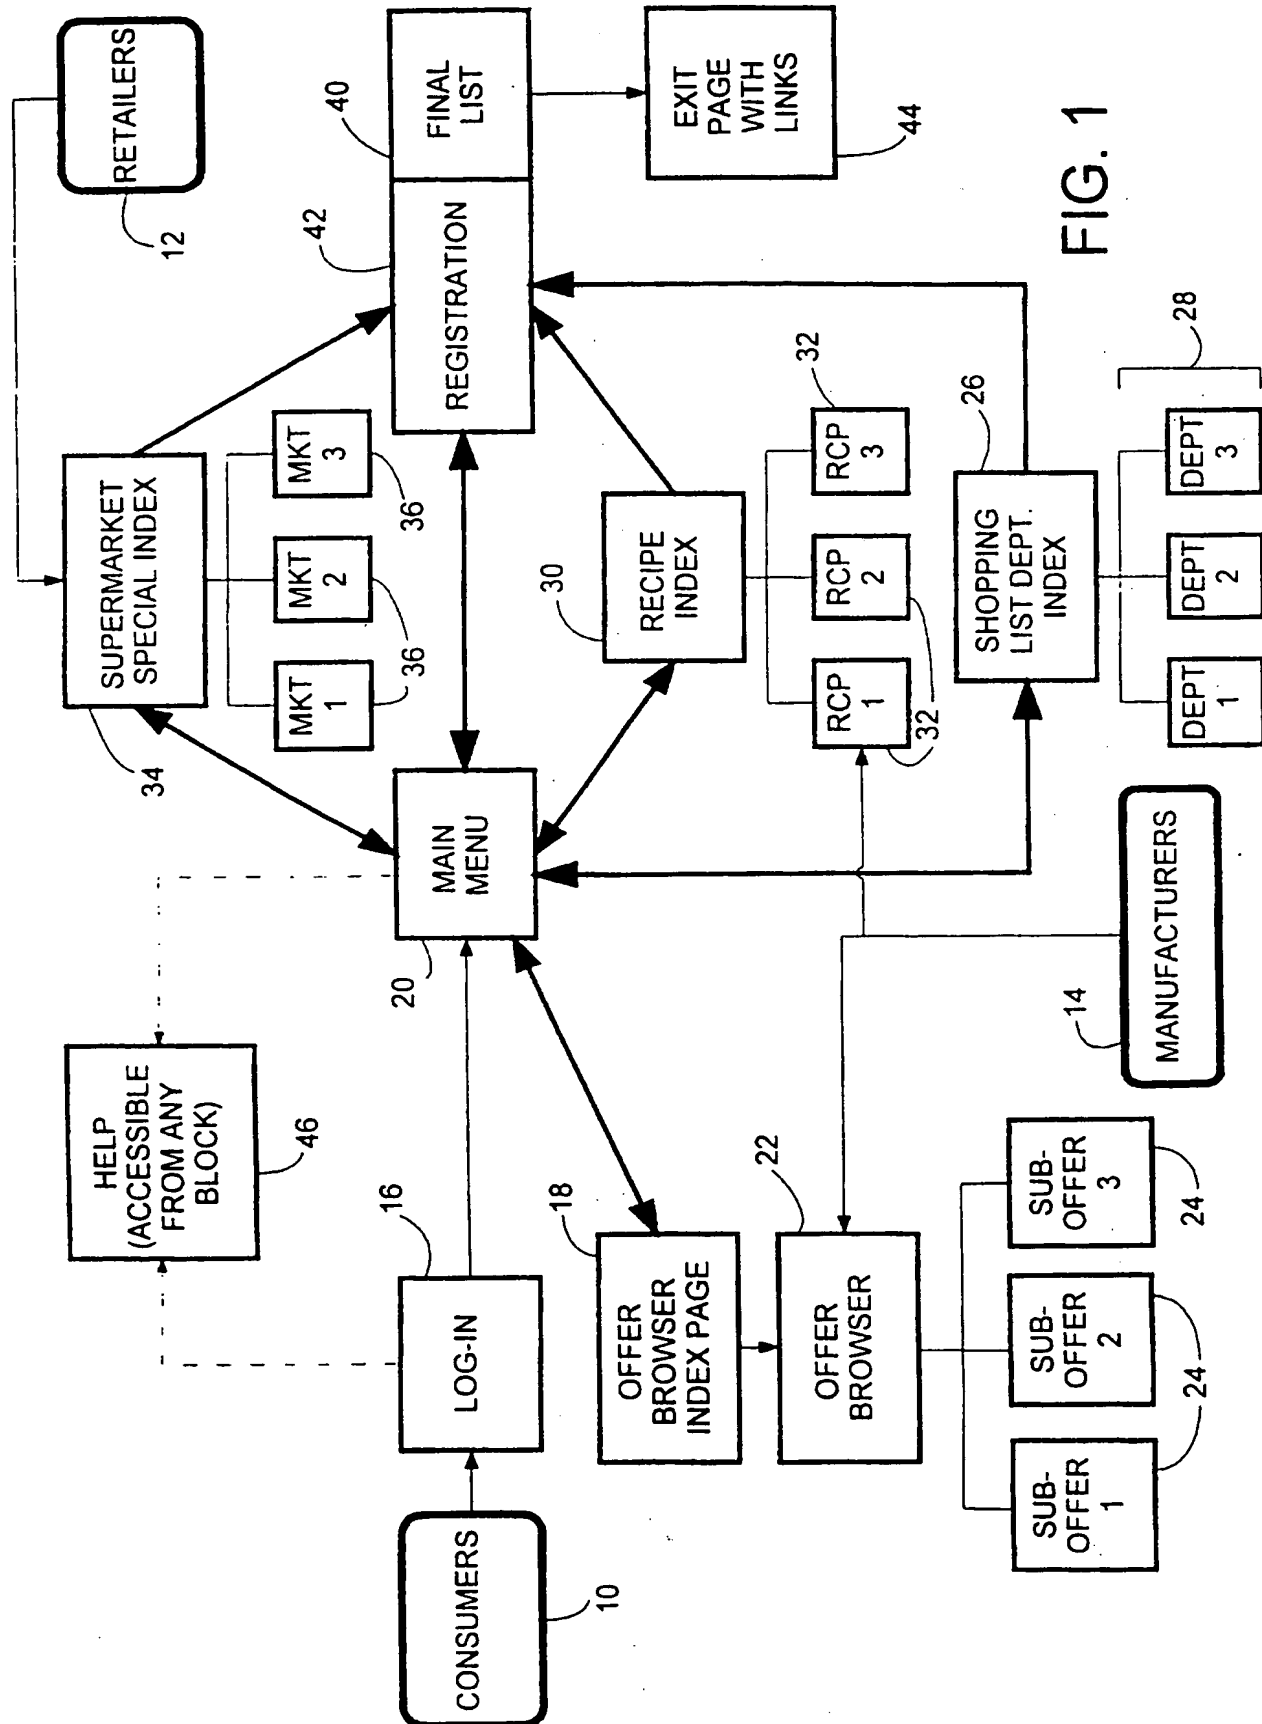 HELP
(ACCESSIBLE
FROM ANY
BLOCK)
46
34
SUPERMARKET
SPECIAL INDEX
MKT
1
MKT
2
MKT
3
36
36
RETAILERS
12
CONSUMERS
10
LOG-IN
16
MAIN
MENU
20
REGISTRATION
42
FINAL
LIST
40
EXIT
PAGE
WITH
LINKS
44
OFFER
BROWSER
INDEX PAGE
18
OFFER
BROWSER
22
SUB-
OFFER
1
SUB-
OFFER
2
SUB-
OFFER
3
24
24
RECIPE
INDEX
30
RCP
1
RCP
2
RCP
3
32
32
SHOPPING
LIST DEPT.
INDEX
26
DEPT
1
DEPT
2
DEPT
3
28
MANUFACTURERS
14
FIG. 1